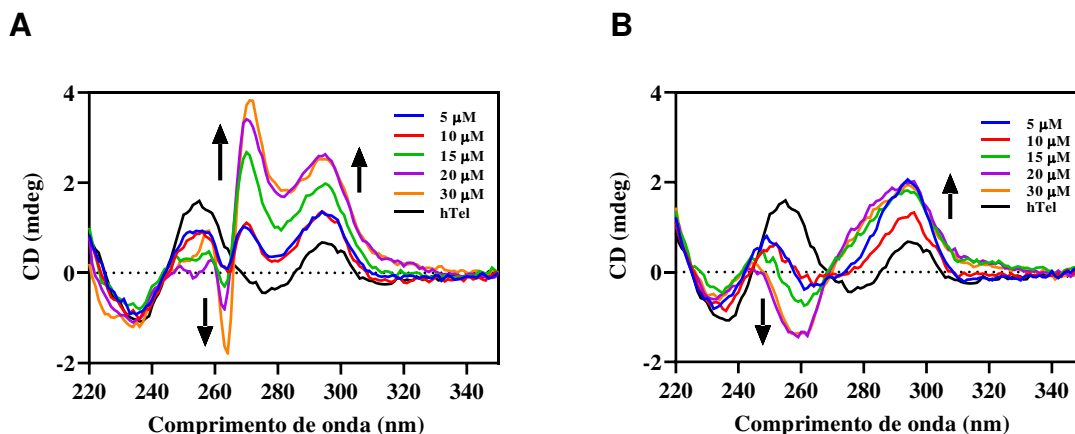 A
B
4
2
0
-2
CD (mdeg)
5 µM
10 µM
15 µM
20 µM
30 µM
hTel
220 240 260 280 300 320 340
Comprimento de onda (nm)
4
2
0
-2
CD (mdeg)
5 µM
10 µM
15 µM
20 µM
30 µM
hTel
220 240 260 280 300 320 340
Comprimento de onda (nm)